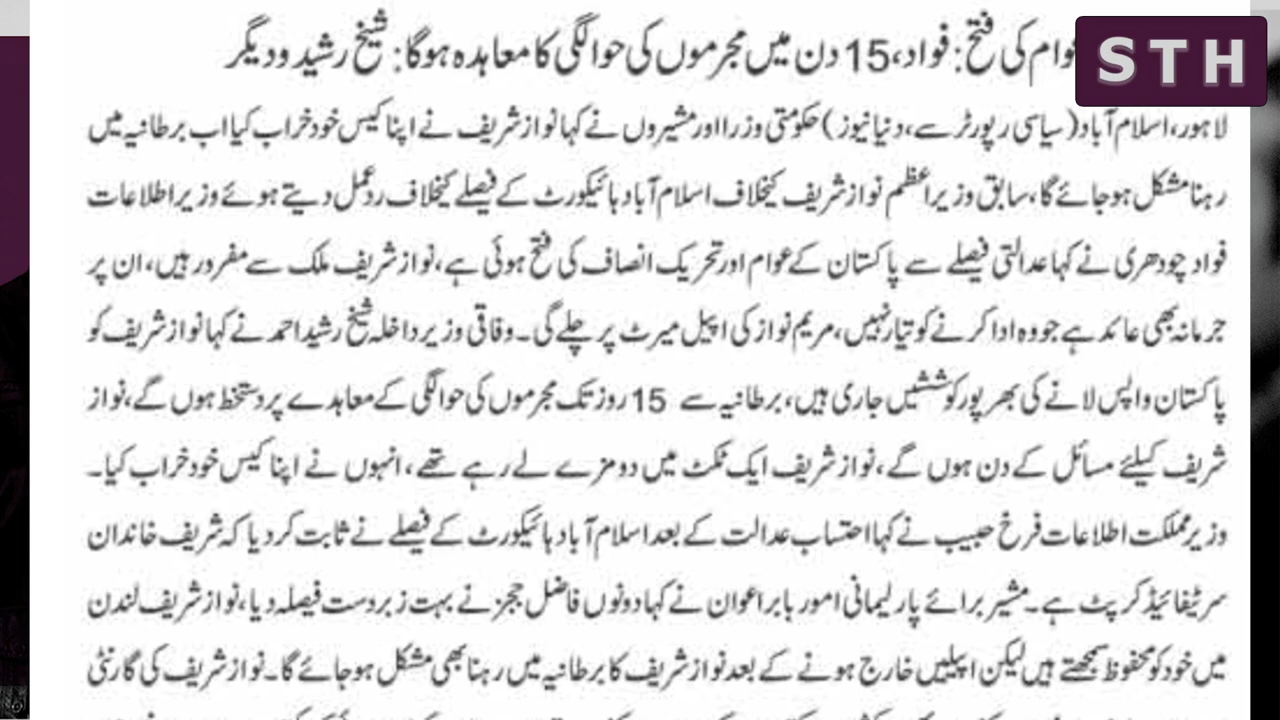 STH
کی فتح: فواد، 15 دن میں مجرموں کی حوالگی کا معاہدہ ہوگا: شیخ رشید ودیگر
لاہور، اسلام آباد (سیاسی رپورٹر سے، دنیا نیوز) حکومتی وزرا اور مشیروں نے کہا نواز شریف نے اپنا کیس خود خراب کیا اب برطانیہ میں
رہنا مشکل ہو جائے گا، سابق وزیراعظم نواز شریف کیخلاف اسلام آباد ہائیکورٹ کے فیصلے کیخلاف ردعمل دیتے ہوئے وزیر اطلاعات
فواد چودھری نے کہا عدالتی فیصلے سے پاکستان کے عوام اور تحریک انصاف کی فتح ہوئی ہے، نواز شریف ملک سے مفرور ہیں، ان پر
جرمانہ بھی عائد ہے جو وہ ادا کرنے کو تیار نہیں، مریم نواز کی اپیل میرٹ پر چلے گی۔ وفاقی وزیر داخلہ شیخ رشید احمد نے کہا نواز شریف کو
پاکستان واپس لانے کی بھرپور کوششیں جاری ہیں، برطانیہ سے 15 روز تک مجرموں کی حوالگی کے معاہدے پر دستخط ہوں گے، نواز
شریف کیلئے مسائل کے دن ہوں گے، نواز شریف ایک ٹکٹ میں دو مزے لے رہے تھے، انہوں نے اپنا کیس خود خراب کیا۔
وزیر مملکت اطلاعات فرخ حبیب نے کہا احتساب عدالت کے بعد اسلام آباد ہائیکورٹ کے فیصلے نے ثابت کر دیا کہ شریف خاندان
سرٹیفائیڈ کرپٹ ہے۔ مشیر برائے پارلیمانی امور بابر اعوان نے کہا دونوں فاضل ججز نے بہت زبردست فیصلہ دیا، نواز شریف لندن
میں خود کو محفوظ سمجھتے ہیں لیکن اپیلیں خارج ہونے کے بعد نواز شریف کا برطانیہ میں رہنا بھی مشکل ہو جائے گا۔ نواز شریف کی گارنٹی